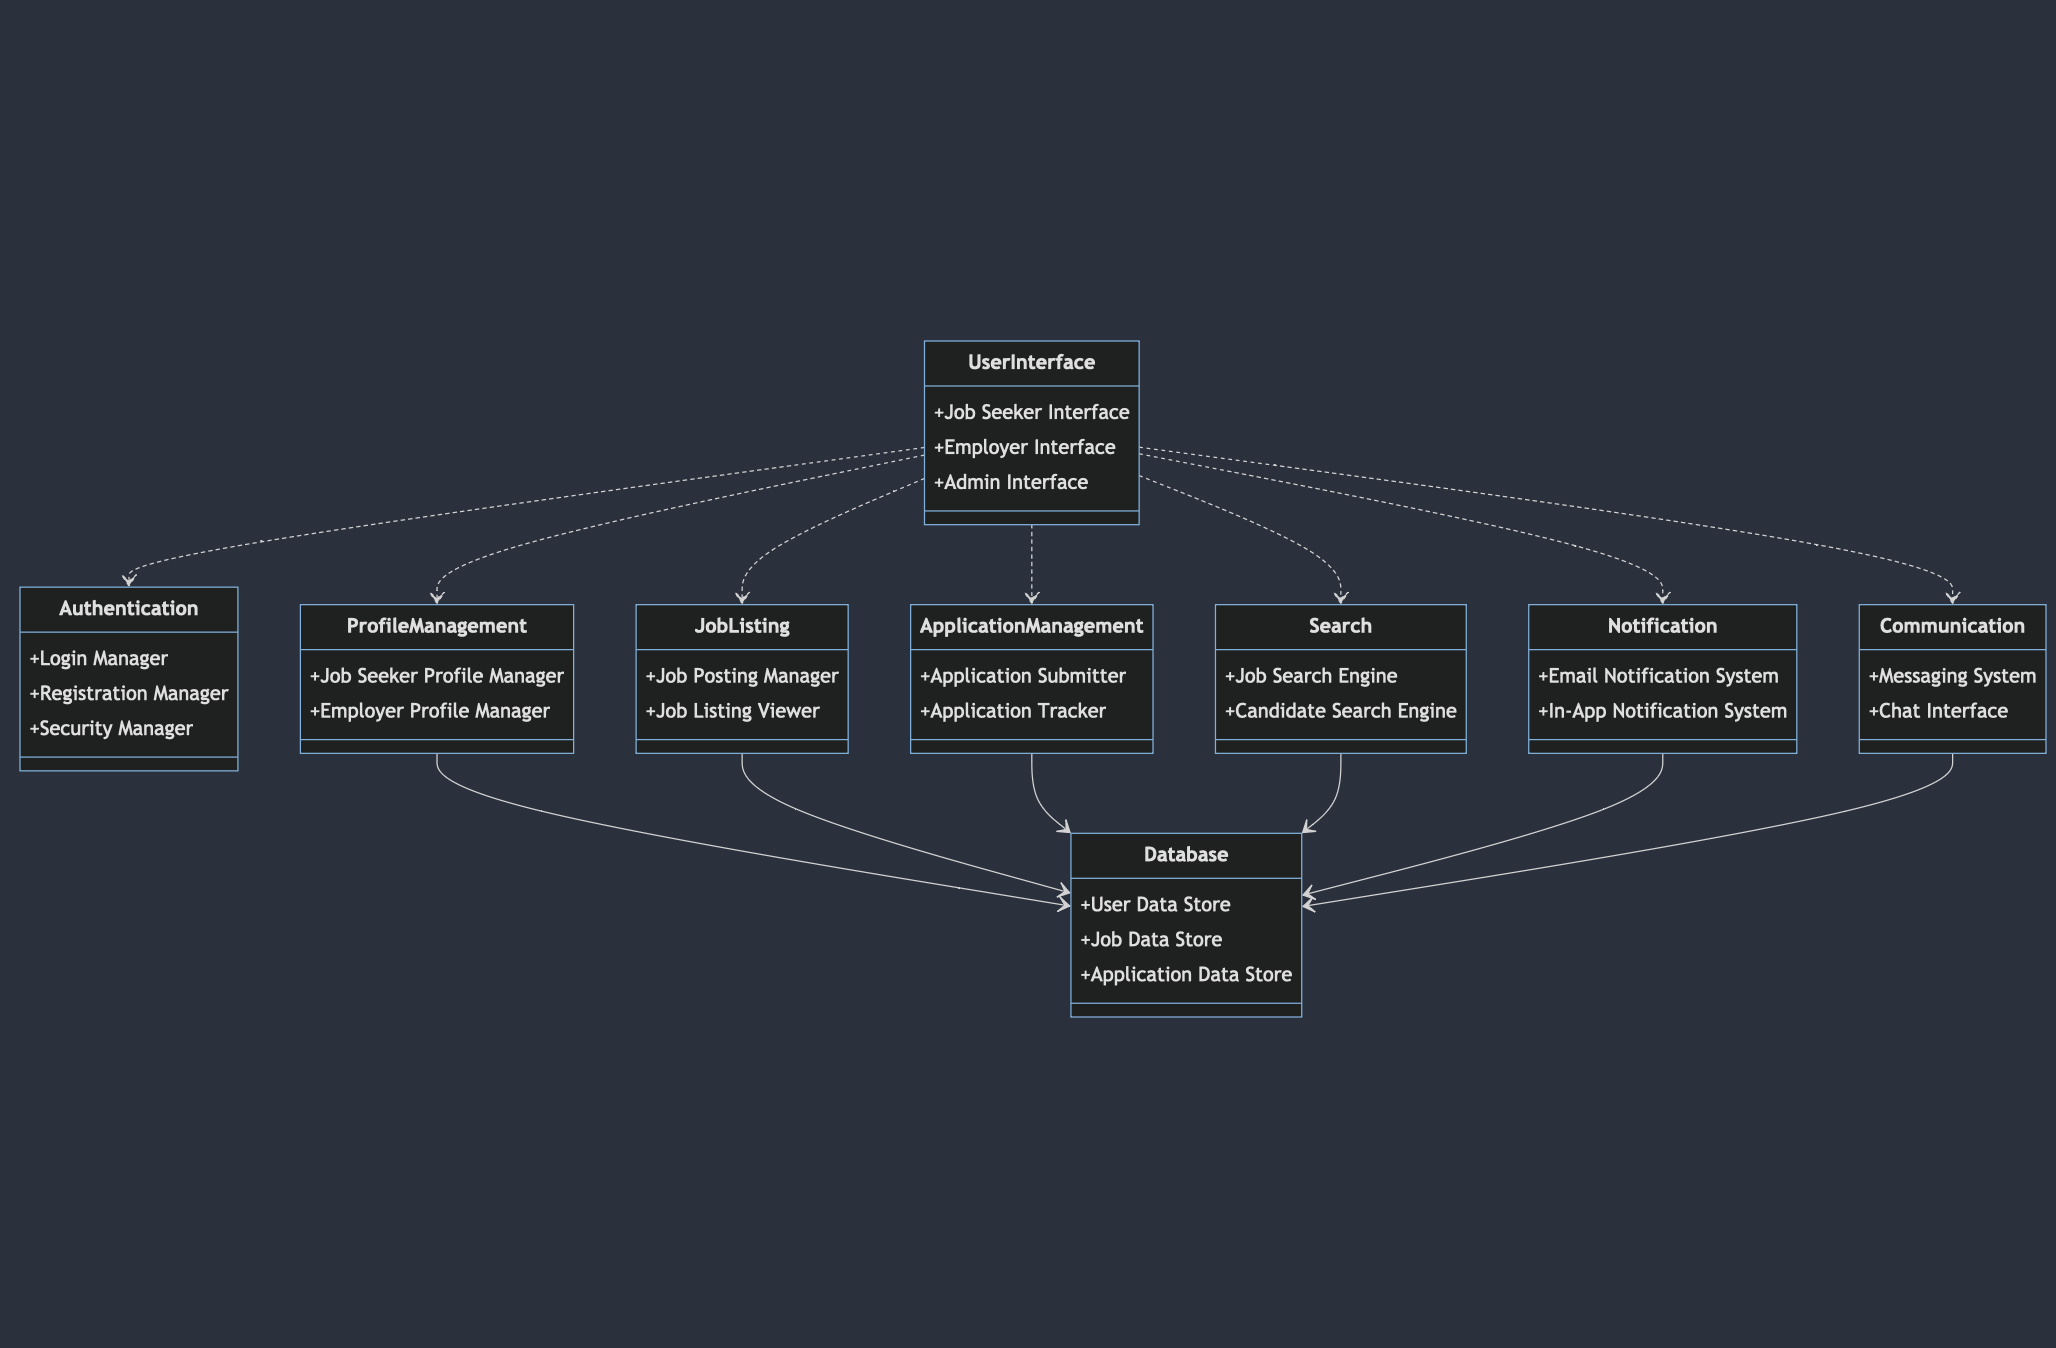 UserInterface
+Job Seeker Interface
+Employer Interface
+Admin Interface
Authentication
+Login Manager
+Registration Manager
+Security Manager
ProfileManagement
+Job Seeker Profile Manager
+Employer Profile Manager
JobListing
+Job Posting Manager
+Job Listing Viewer
ApplicationManagement
+Application Submitter
+Application Tracker
Search
+Job Search Engine
+Candidate Search Engine
Notification
+Email Notification System
+In-App Notification System
Communication
+Messaging System
+Chat Interface
Database
+User Data Store
+Job Data Store
+Application Data Store